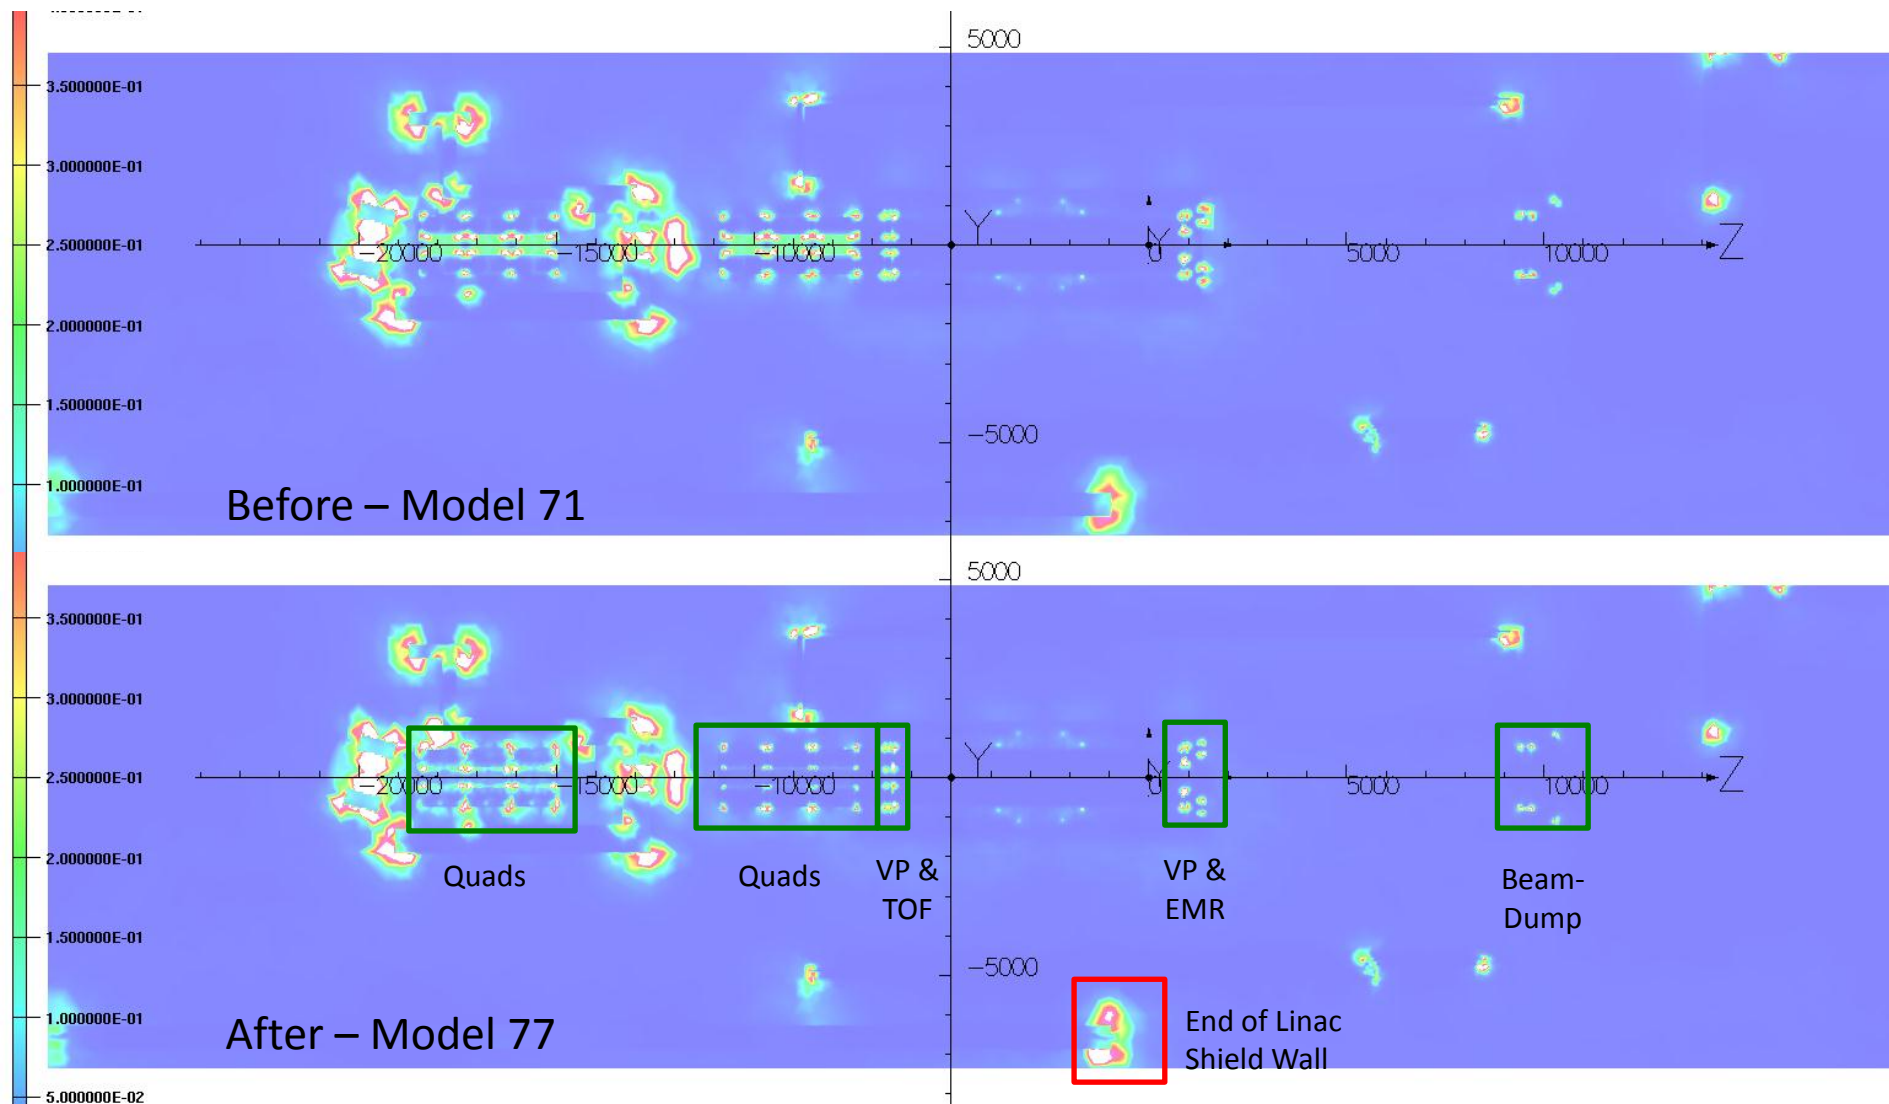 5000
3.500000E-01
3.000000E-01
2.500000E-01
2.000000E-01
1.500000E-01
1.000000E-01
−20000 −15000 −10000 Y 0 5000 10000 Z
−5000
Before – Model 71
5000
3.500000E-01
3.000000E-01
2.500000E-01
2.000000E-01
1.500000E-01
1.000000E-01
5.000000E-02
−20000 −15000 −10000 Y 0 5000 10000 Z
Quads
Quads
VP &
TOF
VP &
EMR
Beam-
Dump
−5000
After – Model 77
End of Linac
Shield Wall